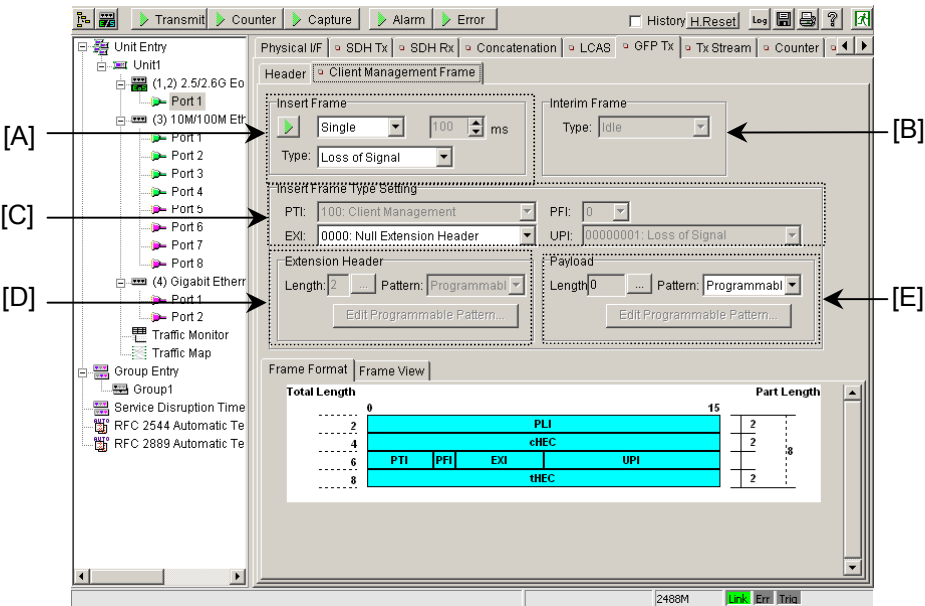 Transmit Counter Capture Alarm Error History H.Reset Log ?
Unit Entry
Unit1
(1,2) 2.5/2.6G Eo
Port 1
(3) 10M/100M Eth
Port 1
Port 2
Port 3
Port 4
Port 5
Port 6
Port 7
Port 8
(4) Gigabit Etherr
Port 1
Port 2
Traffic Monitor
Traffic Map
Group Entry
Group1
Service Disruption Time
RFC 2544 Automatic Te
RFC 2889 Automatic Te
Physical I/F SDH Tx SDH Rx Concatenation LCAS GFP Tx Tx Stream Counter
Header Client Management Frame
[A]
Insert Frame
Single 100 ms
Type: Loss of Signal
[B]
Interim Frame
Type: Idle
[C]
Insert Frame Type Setting
PTI: 100: Client Management PFI: 0
EXI: 0000: Null Extension Header UPI: 00000001: Loss of Signal
[D]
Extension Header
Length: 2 ... Pattern: Programmabl
Edit Programmable Pattern...
[E]
Payload
Length 0 ... Pattern: Programmabl
Edit Programmable Pattern...
Frame Format Frame View
Total Length Part Length
0 15
2 PLI 2
4 cHEC 2
6 PTI PFI EXI UPI 8
8 tHEC 2
2488M Link Err Trig